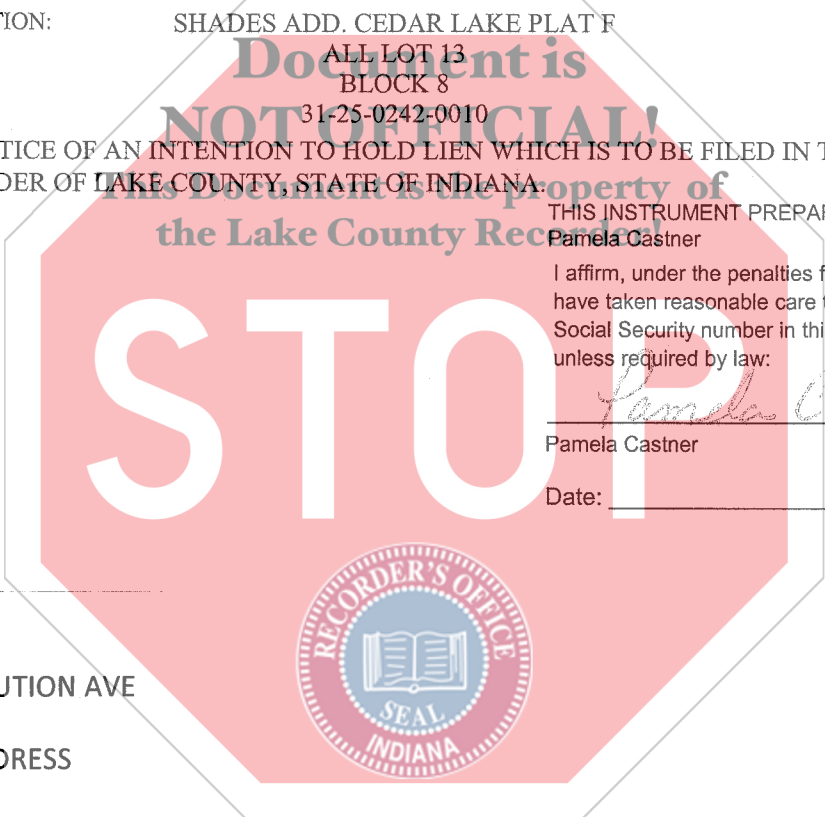 TION: SHADES ADD. CEDAR LAKE PLAT F
ALL LOT 13
BLOCK 8
31-25-0242-0010
Document is
NOT OFFICIAL!
This Document is the property of
the Lake County Recorder!
TICE OF AN INTENTION TO HOLD LIEN WHICH IS TO BE FILED IN T
DER OF LAKE COUNTY, STATE OF INDIANA.
THIS INSTRUMENT PREPA
Pamela Castner
I affirm, under the penalties f
have taken reasonable care t
Social Security number in thi
unless required by law:
Pamela C
Pamela Castner
Date:
STOP
RECORDER'S OFFICE
SEAL
INDIANA
UTION AVE
DRESS